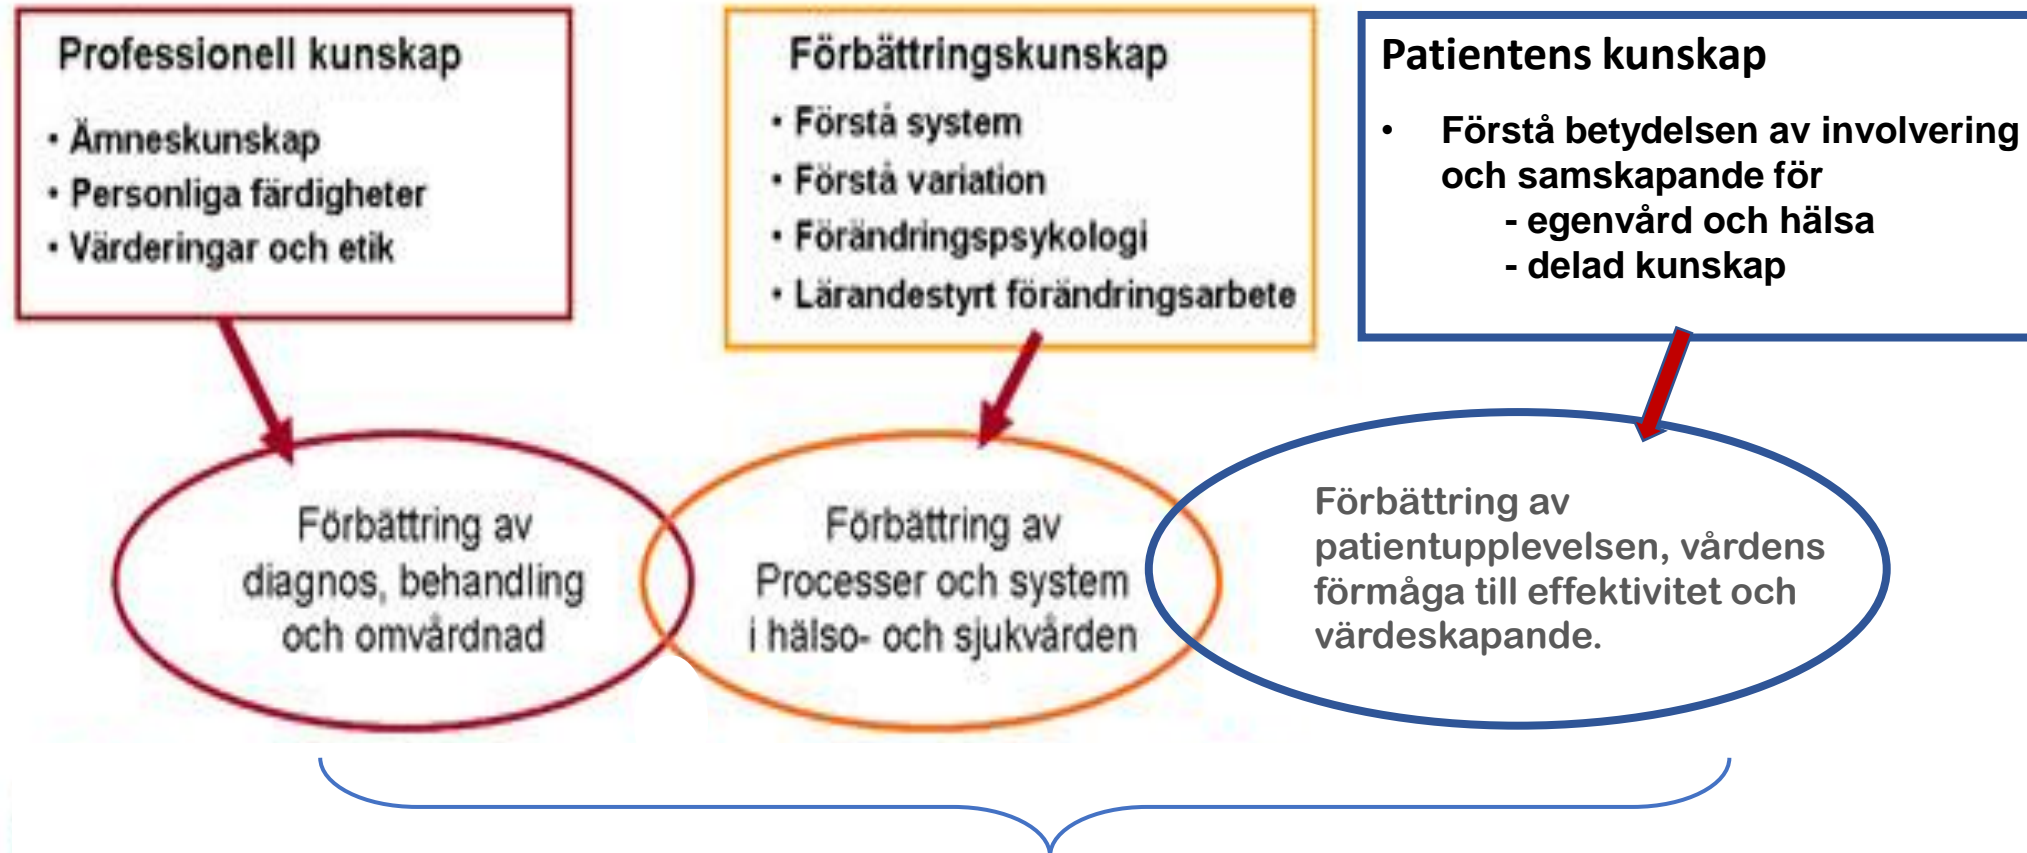 Professionell kunskap
• Ämneskunskap
• Personliga färdigheter
• Värderingar och etik
Förbättringskunskap
• Förstå system
• Förstå variation
• Förändringspsykologi
• Lärandestyrt förändringsarbete
Patientens kunskap
• Förstå betydelsen av involvering
och samskapande för
- egenvård och hälsa
- delad kunskap
Förbättring av
diagnos, behandling
och omvårdnad
Förbättring av
Processer och system
i hälso- och sjukvården
Förbättring av
patientupplevelsen, vårdens
förmåga till effektivitet och
värdeskapande.